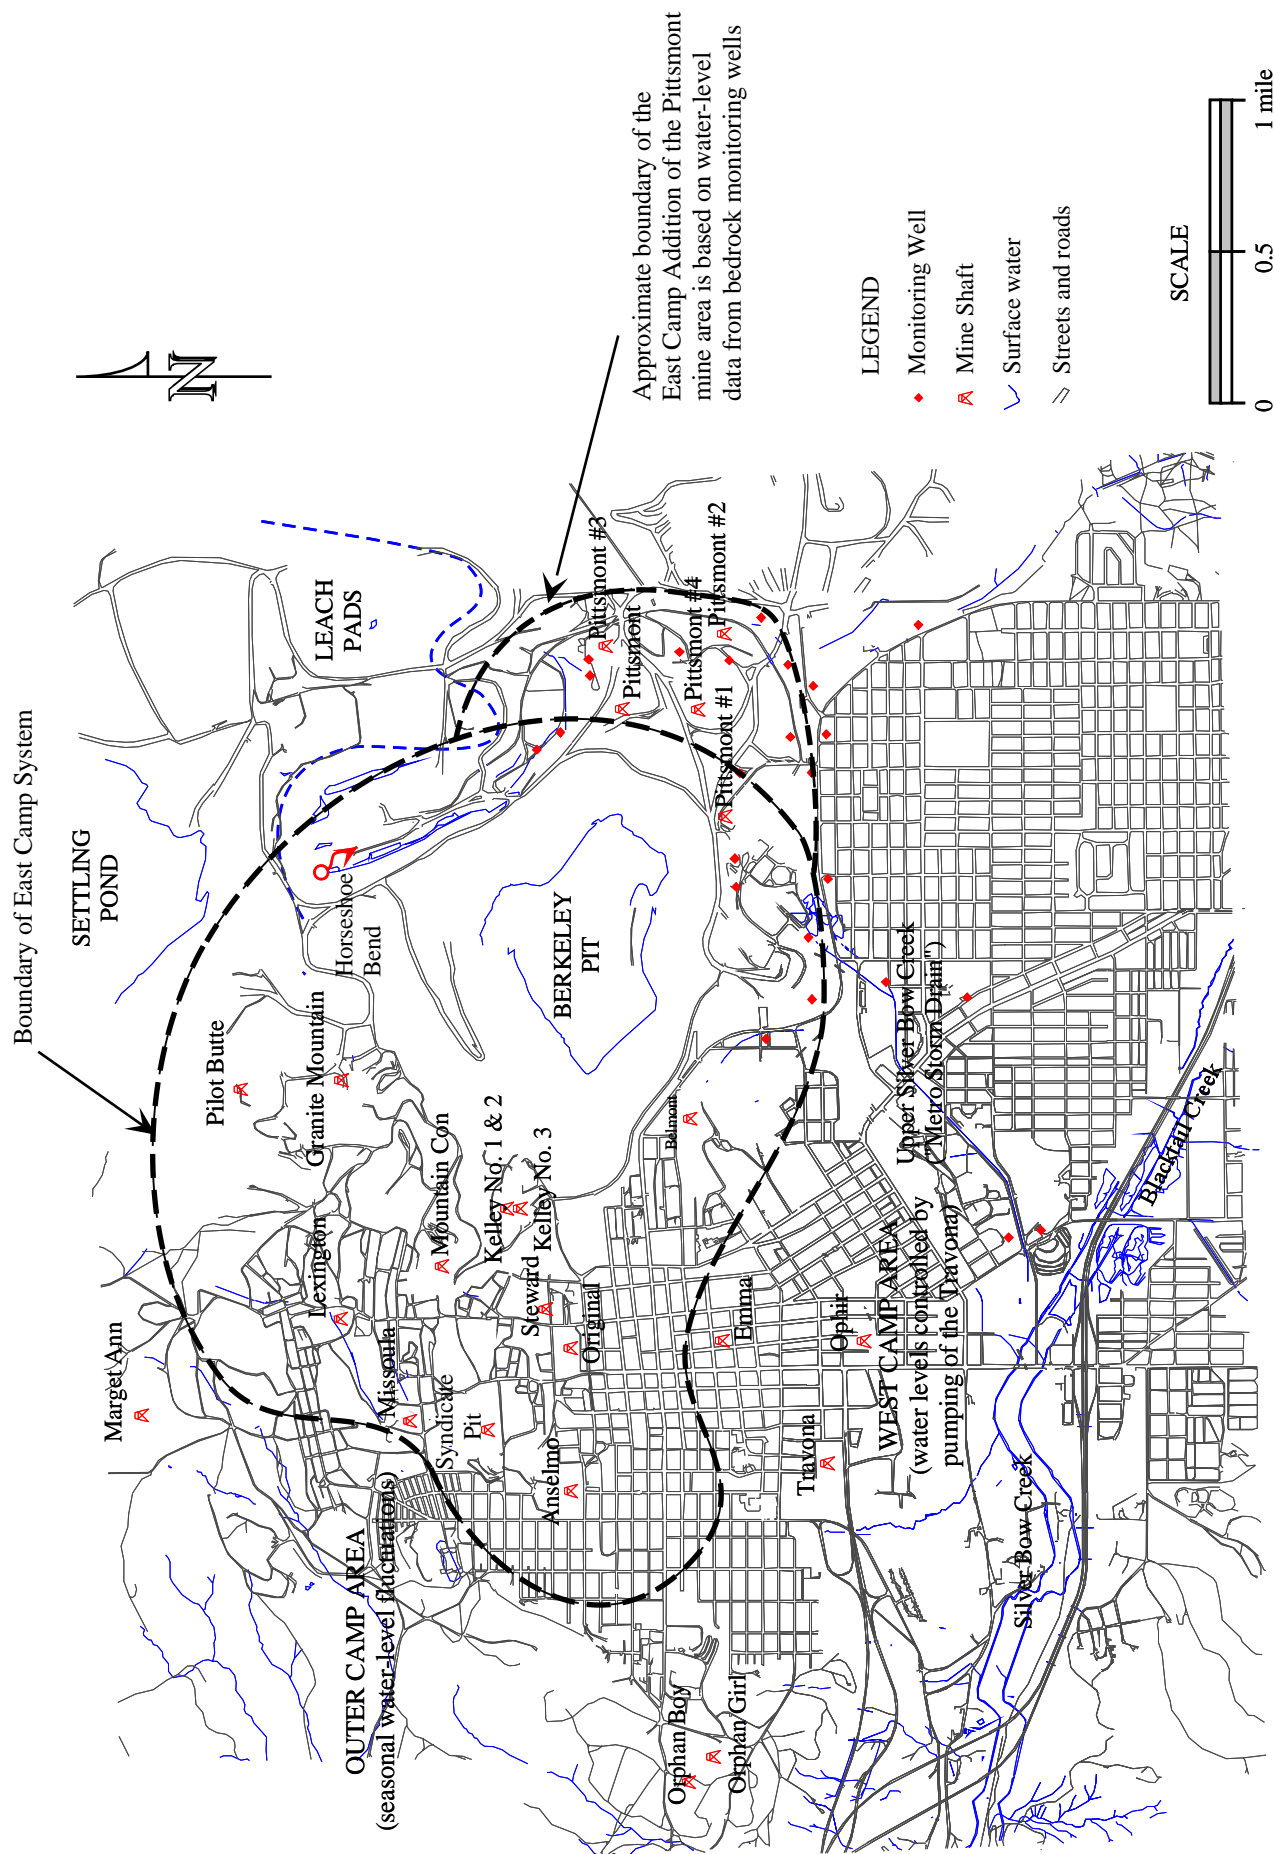 Boundary of East Camp System
SETTLING
POND
LEACH
PADS
N
Marget Ann
Pilot Butte
Granite Mountain
Horseshoe
Bend
Lexington
Missoula
Mountain Con
Kelley No. 1 & 2
Kelley No. 3
Syndicate
Pit
Steward
Original
Anselmo
BERKELEY
PIT
Belmont
Pittsmont #3
Pittsmont
Pittsmont #4
Pittsmont #2
Pittsmont #1
Approximate boundary of the
East Camp Addition of the Pittsmont
mine area is based on water-level
data from bedrock monitoring wells
OUTER CAMP AREA
(seasonal water-level fluctuations)
Orphan Boy
Orphan Girl
Emma
Travona
Ophir
WEST CAMP AREA
(water levels controlled by
pumping of the Travona)
Upper Silver Bow Creek
("Metro Storm Drain")
Silver Bow Creek
Blacktail Creek
LEGEND
Monitoring Well
Mine Shaft
Surface water
Streets and roads
SCALE
0 0.5 1 mile